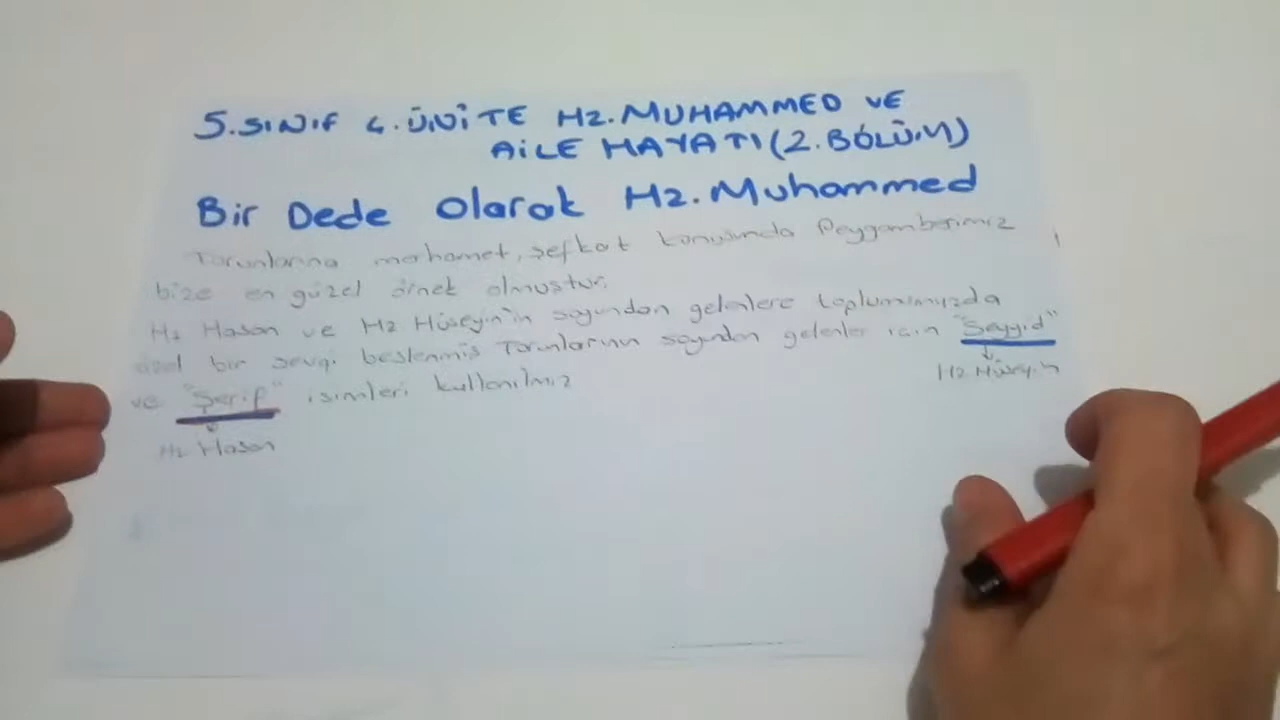 5.SINIF 4.ÜNİTE HZ.MUHAMMED VE
AİLE HAYATI (2.BÖLÜM)
Bir Dede Olarak Hz.Muhammed
Torunlarına merhamet, şefkat konusunda Peygamberimiz
bize en güzel örnek olmuştur.
Hz Hasan ve Hz Hüseyin'in soyundan gelenlere toplumumuzda
özel bir sevgi beslenmiş Torunlarının soyundan gelenler için "Seyyid"
Hz Hüseyin
ve "Şerif" isimleri kullanılmız
Hz Hasan